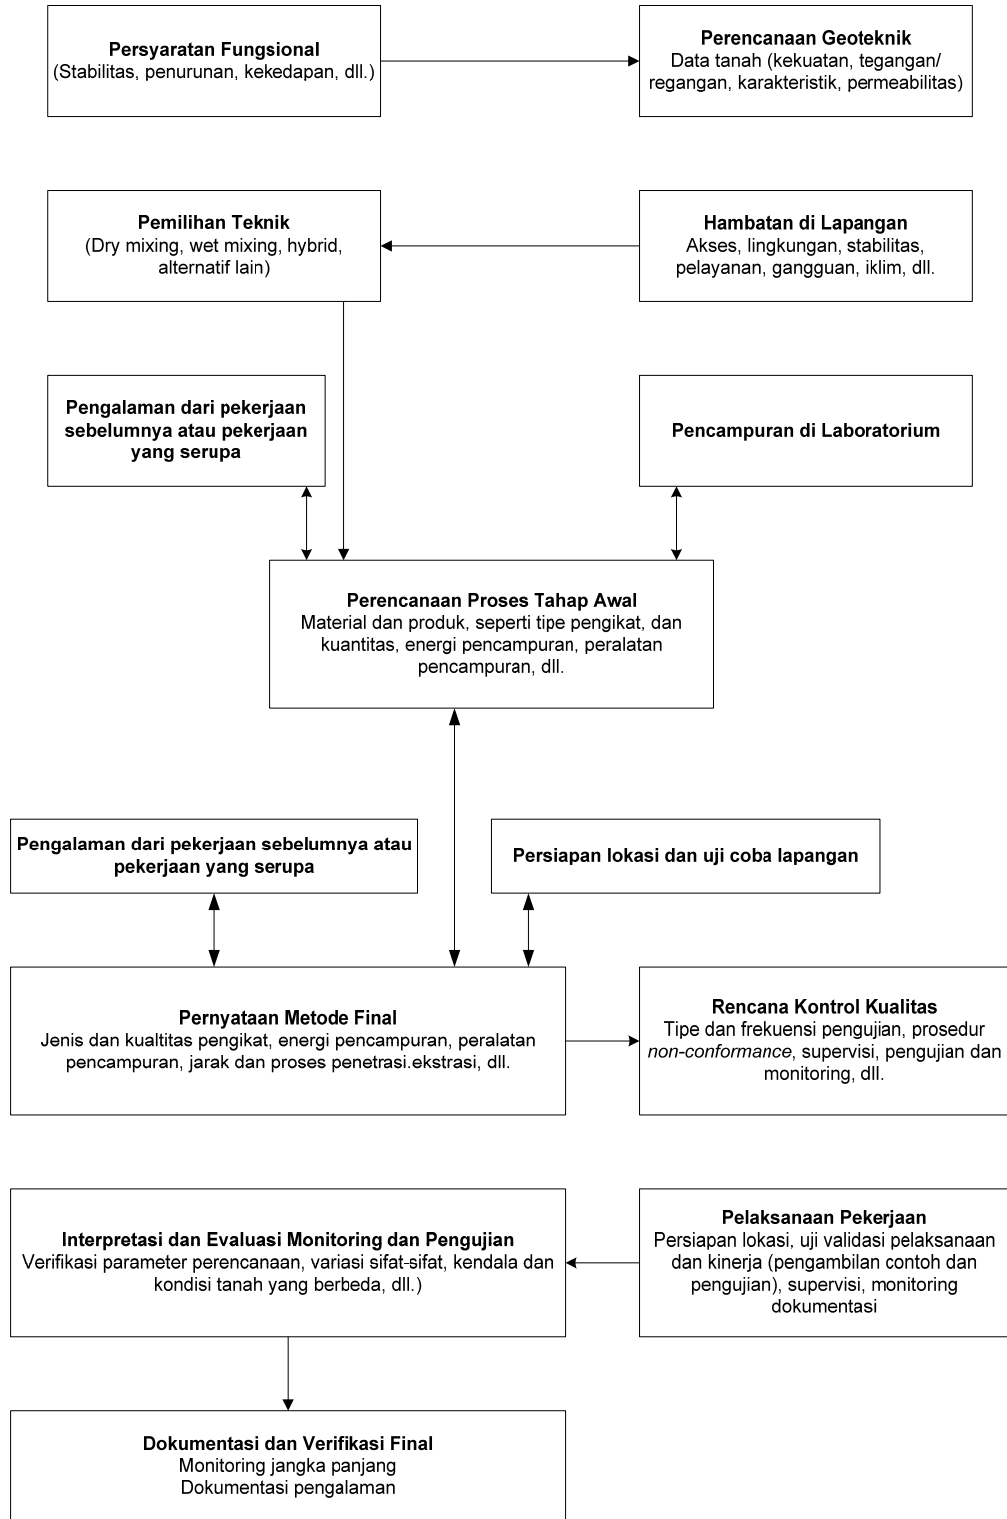 Persyaratan Fungsional
(Stabilitas, penurunan, kekedapan, dll.)
Perencanaan Geoteknik
Data tanah (kekuatan, tegangan/
regangan, karakteristik, permeabilitas)
Pemilihan Teknik
(Dry mixing, wet mixing, hybrid,
alternatif lain)
Hambatan di Lapangan
Akses, lingkungan, stabilitas,
pelayanan, gangguan, iklim, dll.
Pengalaman dari pekerjaan
sebelumnya atau pekerjaan
yang serupa
Pencampuran di Laboratorium
Perencanaan Proses Tahap Awal
Material dan produk, seperti tipe pengikat, dan
kuantitas, energi pencampuran, peralatan
pencampuran, dll.
Pengalaman dari pekerjaan sebelumnya atau
pekerjaan yang serupa
Persiapan lokasi dan uji coba lapangan
Pernyataan Metode Final
Jenis dan kualtitas pengikat, energi pencampuran, peralatan
pencampuran, jarak dan proses penetrasi.ekstrasi, dll.
Rencana Kontrol Kualitas
Tipe dan frekuensi pengujian, prosedur
non-conformance, supervisi, pengujian dan
monitoring, dll.
Interpretasi dan Evaluasi Monitoring dan Pengujian
Verifikasi parameter perencanaan, variasi sifat-sifat, kendala dan
kondisi tanah yang berbeda, dll.)
Pelaksanaan Pekerjaan
Persiapan lokasi, uji validasi pelaksanaan
dan kinerja (pengambilan contoh dan
pengujian), supervisi, monitoring
dokumentasi
Dokumentasi dan Verifikasi Final
Monitoring jangka panjang
Dokumentasi pengalaman